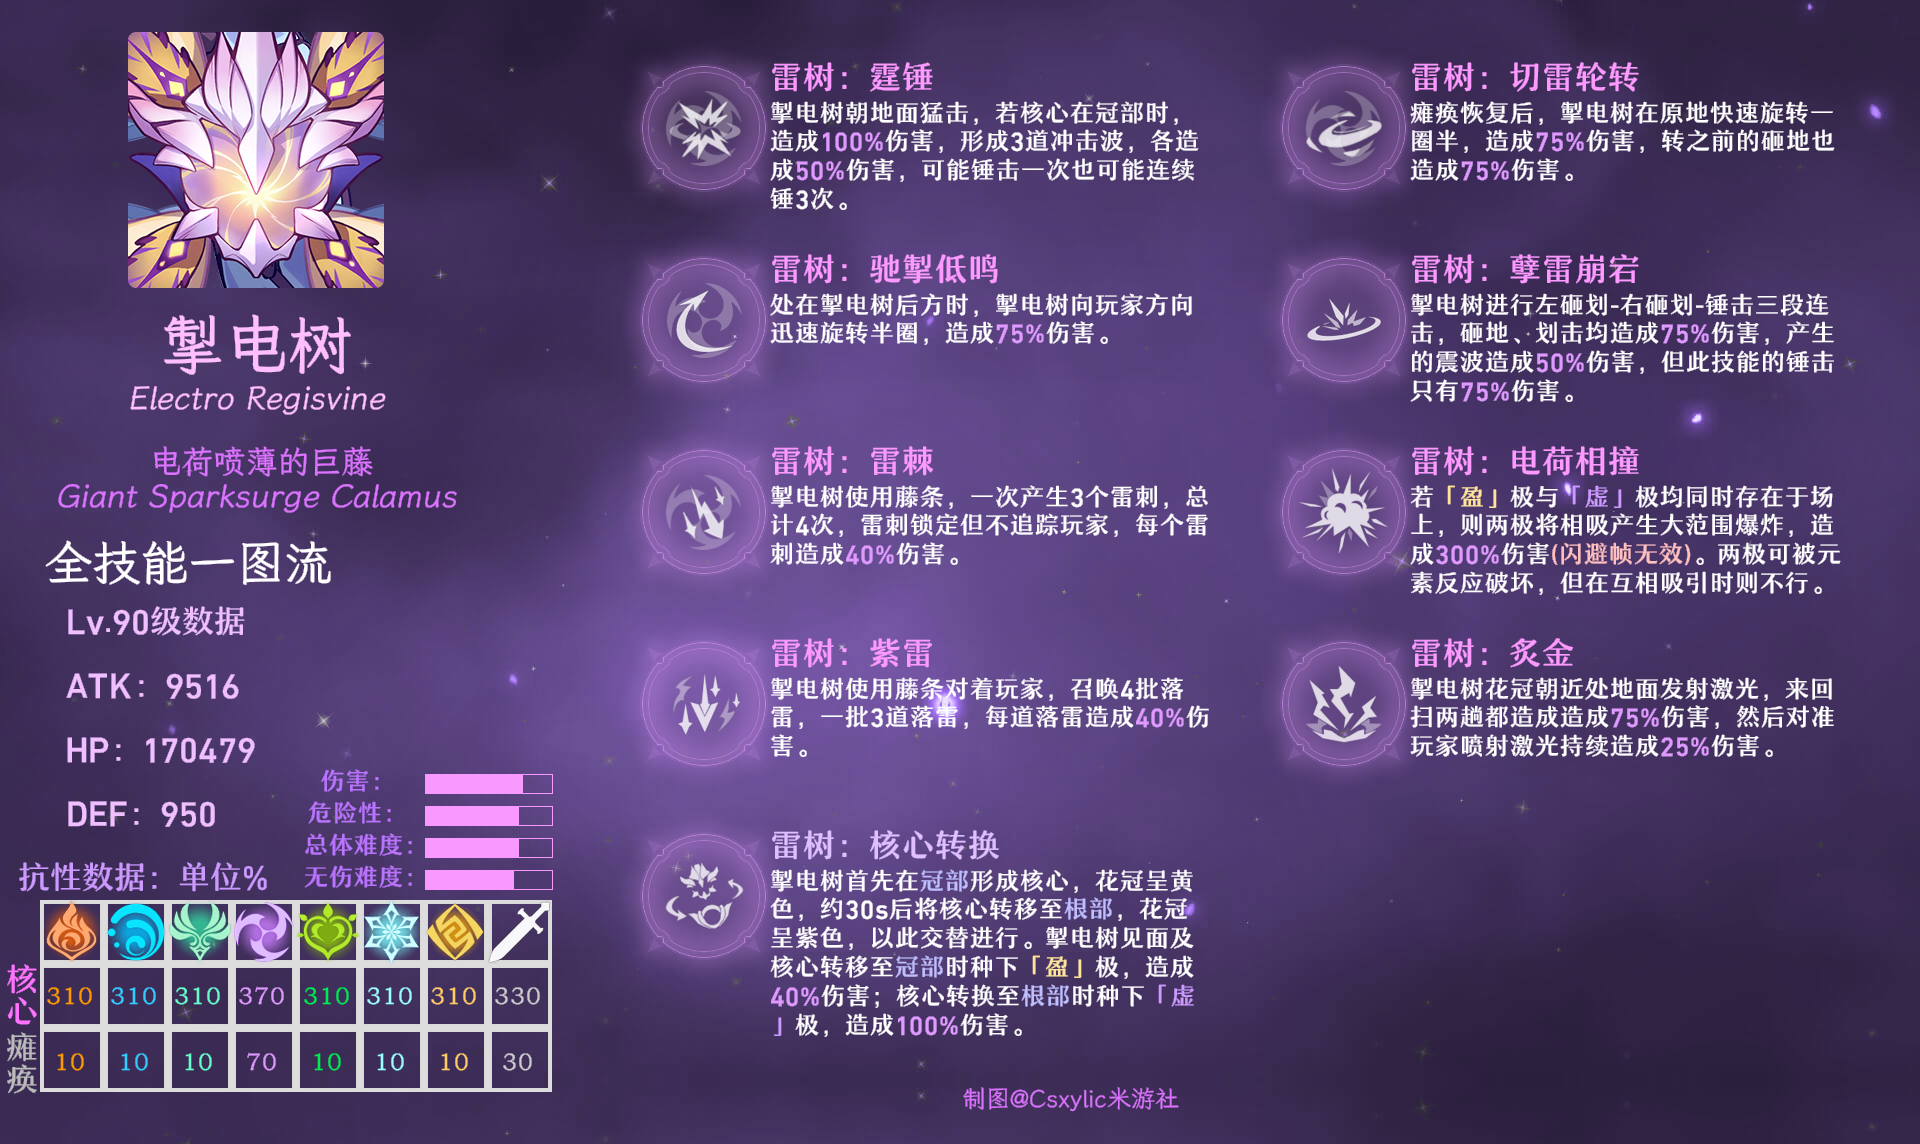 掣电树
Electro Regisvine
电荷喷薄的巨藤
Giant Sparksurge Calamus
全技能一图流
Lv.90级数据
ATK：9516
HP：170479
DEF：950
伤害：
危险性：
总体难度：
无伤难度：
抗性数据：单位%
核心
310 310 310 370 310 310 310 330
瘫痪
10 10 10 70 10 10 10 30
雷树：霆锤
掣电树朝地面猛击，若核心在冠部时，
造成100%伤害，形成3道冲击波，各造
成50%伤害，可能锤击一次也可能连续
锤3次。
雷树：驰掣低鸣
处在掣电树后方时，掣电树向玩家方向
迅速旋转半圈，造成75%伤害。
雷树：雷棘
掣电树使用藤条，一次产生3个雷刺，总
计4次，雷刺锁定但不追踪玩家，每个雷
刺造成40%伤害。
雷树：紫雷
掣电树使用藤条对着玩家，召唤4批落
雷，一批3道落雷，每道落雷造成40%伤
害。
雷树：核心转换
掣电树首先在冠部形成核心，花冠呈黄
色，约30s后将核心转移至根部，花冠
呈紫色，以此交替进行。掣电树见面及
核心转移至冠部时种下「盈」极，造成
40%伤害；核心转换至根部时种下「虚
」极，造成100%伤害。
雷树：切雷轮转
瘫痪恢复后，掣电树在原地快速旋转一
圈半，造成75%伤害，转之前的砸地也
造成75%伤害。
雷树：孽雷崩宕
掣电树进行左砸划-右砸划-锤击三段连
击，砸地、划击均造成75%伤害，产生
的震波造成50%伤害，但此技能的锤击
只有75%伤害。
雷树：电荷相撞
若「盈」极与「虚」极均同时存在于场
上，则两极将相吸产生大范围爆炸，造
成300%伤害(闪避帧无效)。两极可被元
素反应破坏，但在互相吸引时则不行。
雷树：炙金
掣电树花冠朝近处地面发射激光，来回
扫两趟都造成造成75%伤害，然后对准
玩家喷射激光持续造成25%伤害。
制图@Csxylic米游社